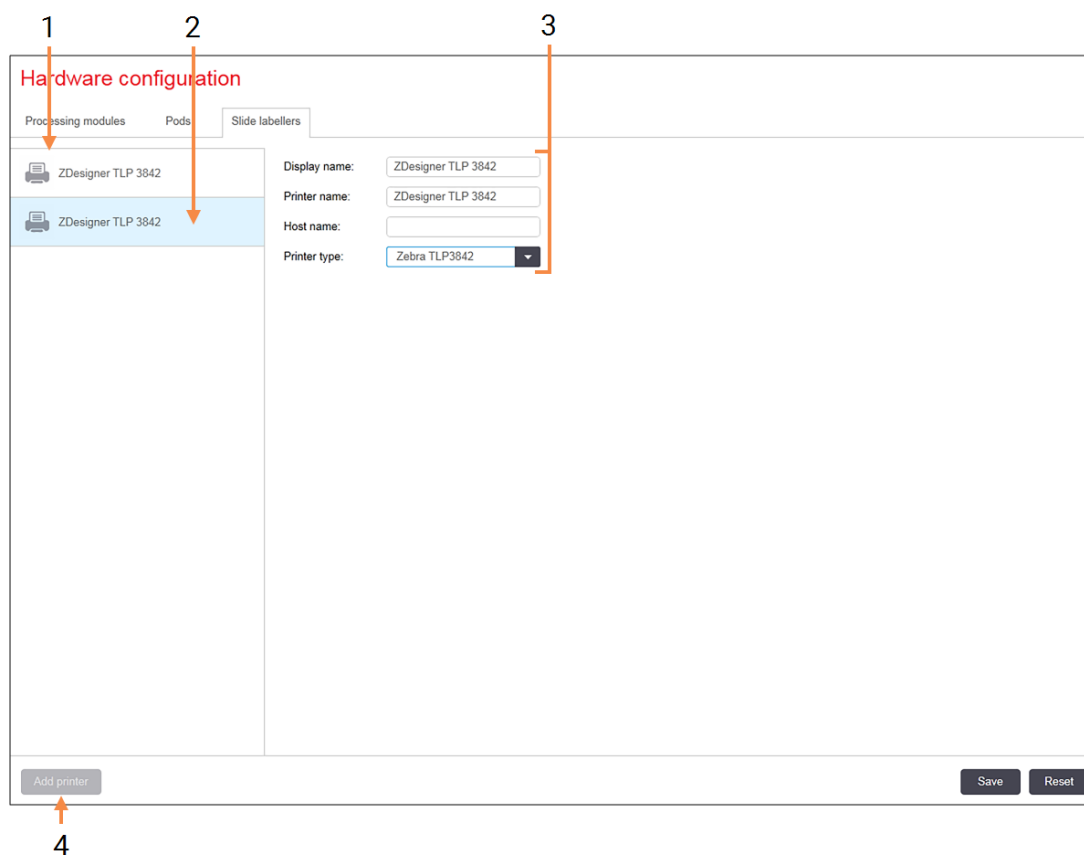 1 2 3
Hardware configuration
Processing modules Pods Slide labellers
ZDesigner TLP 3842
ZDesigner TLP 3842
Display name: ZDesigner TLP 3842
Printer name: ZDesigner TLP 3842
Host name:
Printer type: Zebra TLP3842
Add printer Save Reset
4